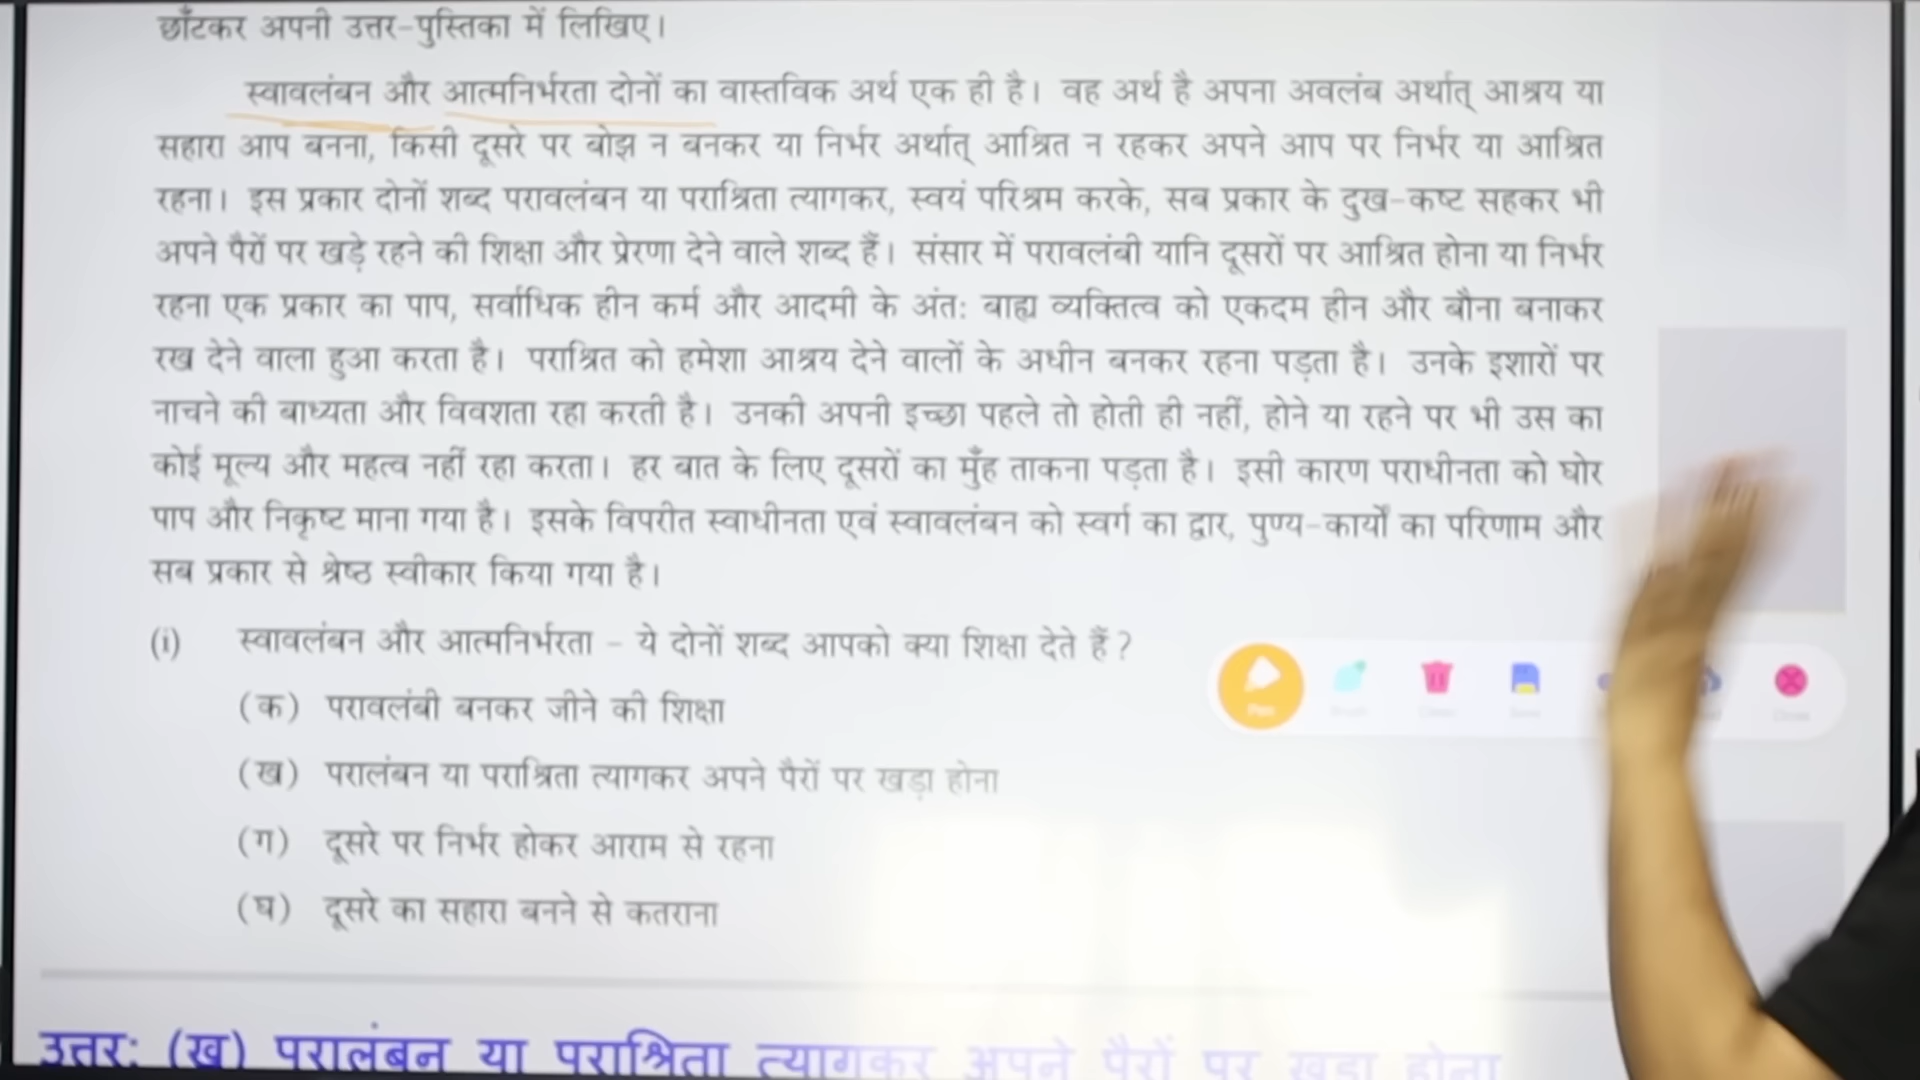 छाँटकर अपनी उत्तर-पुस्तिका में लिखिए।
स्वावलंबन और आत्मनिर्भरता दोनों का वास्तविक अर्थ एक ही है। वह अर्थ है अपना अवलंब अर्थात् आश्रय या
सहारा आप बनना, किसी दूसरे पर बोझ न बनकर या निर्भर अर्थात् आश्रित न रहकर अपने आप पर निर्भर या आश्रित
रहना। इस प्रकार दोनों शब्द परावलंबन या पराश्रिता त्यागकर, स्वयं परिश्रम करके, सब प्रकार के दुख-कष्ट सहकर भी
अपने पैरों पर खड़े रहने की शिक्षा और प्रेरणा देने वाले शब्द हैं। संसार में परावलंबी यानि दूसरों पर आश्रित होना या निर्भर
रहना एक प्रकार का पाप, सर्वाधिक हीन कर्म और आदमी के अंतः बाह्य व्यक्तित्व को एकदम हीन और बौना बनाकर
रख देने वाला हुआ करता है। पराश्रित को हमेशा आश्रय देने वालों के अधीन बनकर रहना पड़ता है। उनके इशारों पर
नाचने की बाध्यता और विवशता रहा करती है। उनकी अपनी इच्छा पहले तो होती ही नहीं, होने या रहने पर भी उस का
कोई मूल्य और महत्व नहीं रहा करता। हर बात के लिए दूसरों का मुँह ताकना पड़ता है। इसी कारण पराधीनता को घोर
पाप और निकृष्ट माना गया है। इसके विपरीत स्वाधीनता एवं स्वावलंबन को स्वर्ग का द्वार, पुण्य-कार्यों का परिणाम और
सब प्रकार से श्रेष्ठ स्वीकार किया गया है।
(i) स्वावलंबन और आत्मनिर्भरता - ये दोनों शब्द आपको क्या शिक्षा देते हैं?
(क) परावलंबी बनकर जीने की शिक्षा
Pen
(ख) परालंबन या पराश्रिता त्यागकर अपने पैरों पर खड़ा होना
(ग) दूसरे पर निर्भर होकर आराम से रहना
(घ) दूसरे का सहारा बनने से कतराना
उत्तर: (ख) परालंबन या पराश्रिता त्यागकर अपने पैरों पर खड़ा होना